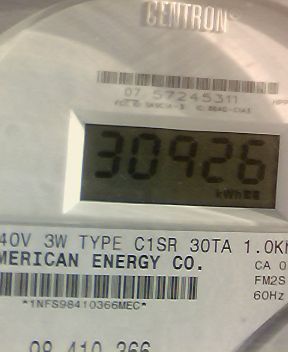 CENTRON®
07 57245311
30926
kWh
40V 3W TYPE C1SR 30TA 1.0K
MERICAN ENERGY CO.
CA 0
FM2S
60Hz
*1NFS98410366MEC*
98 410 366